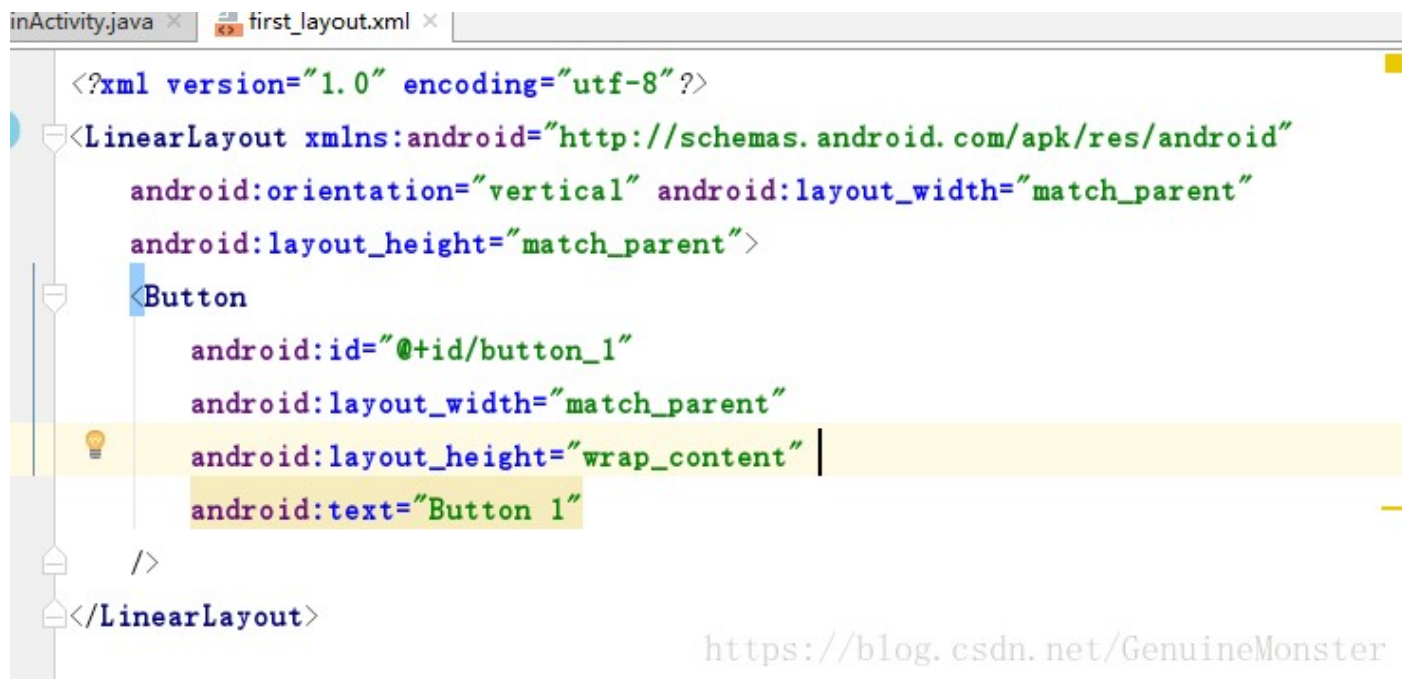 inActivity.java × first_layout.xml ×
<?xml version="1.0" encoding="utf-8"?>
<LinearLayout xmlns:android="http://schemas.android.com/apk/res/android"
android:orientation="vertical" android:layout_width="match_parent"
android:layout_height="match_parent">
<Button
android:id="@+id/button_1"
android:layout_width="match_parent"
android:layout_height="wrap_content"
android:text="Button 1"
/>
</LinearLayout>
https://blog.csdn.net/GenuineMonster